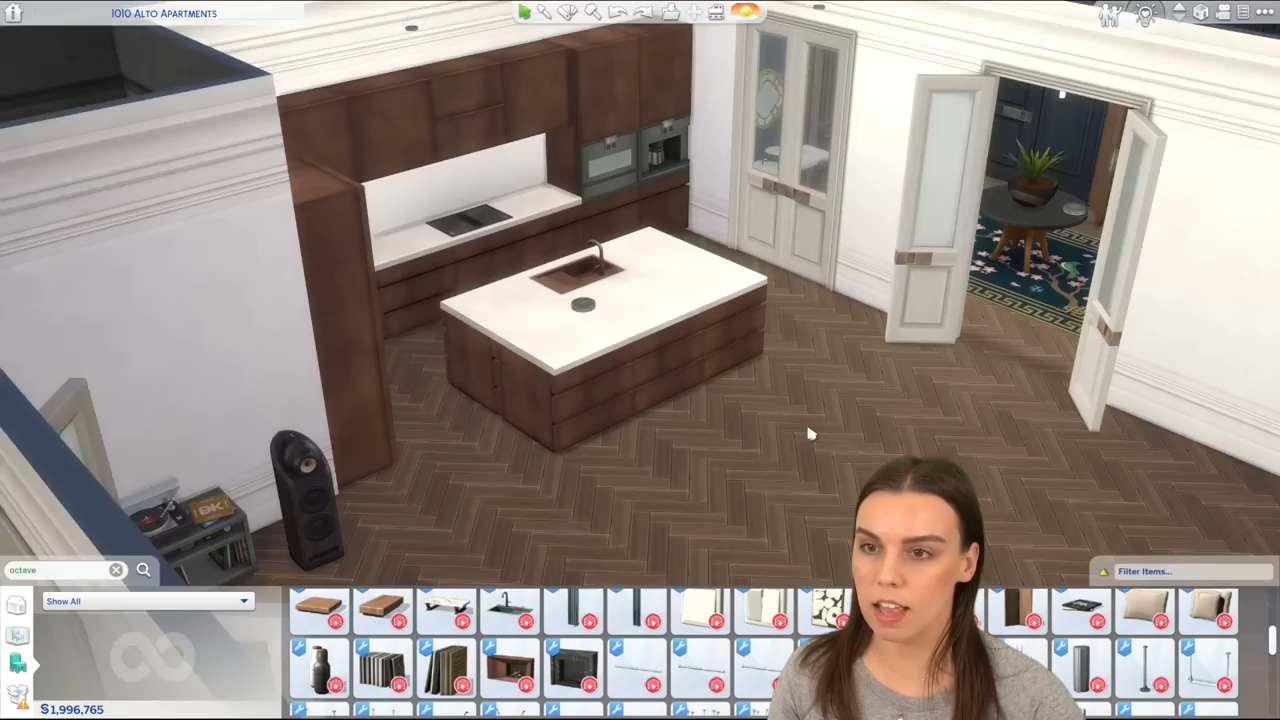 1010 ALTO APARTMENTS
octave
Filter Items...
Show All
$1,996,765